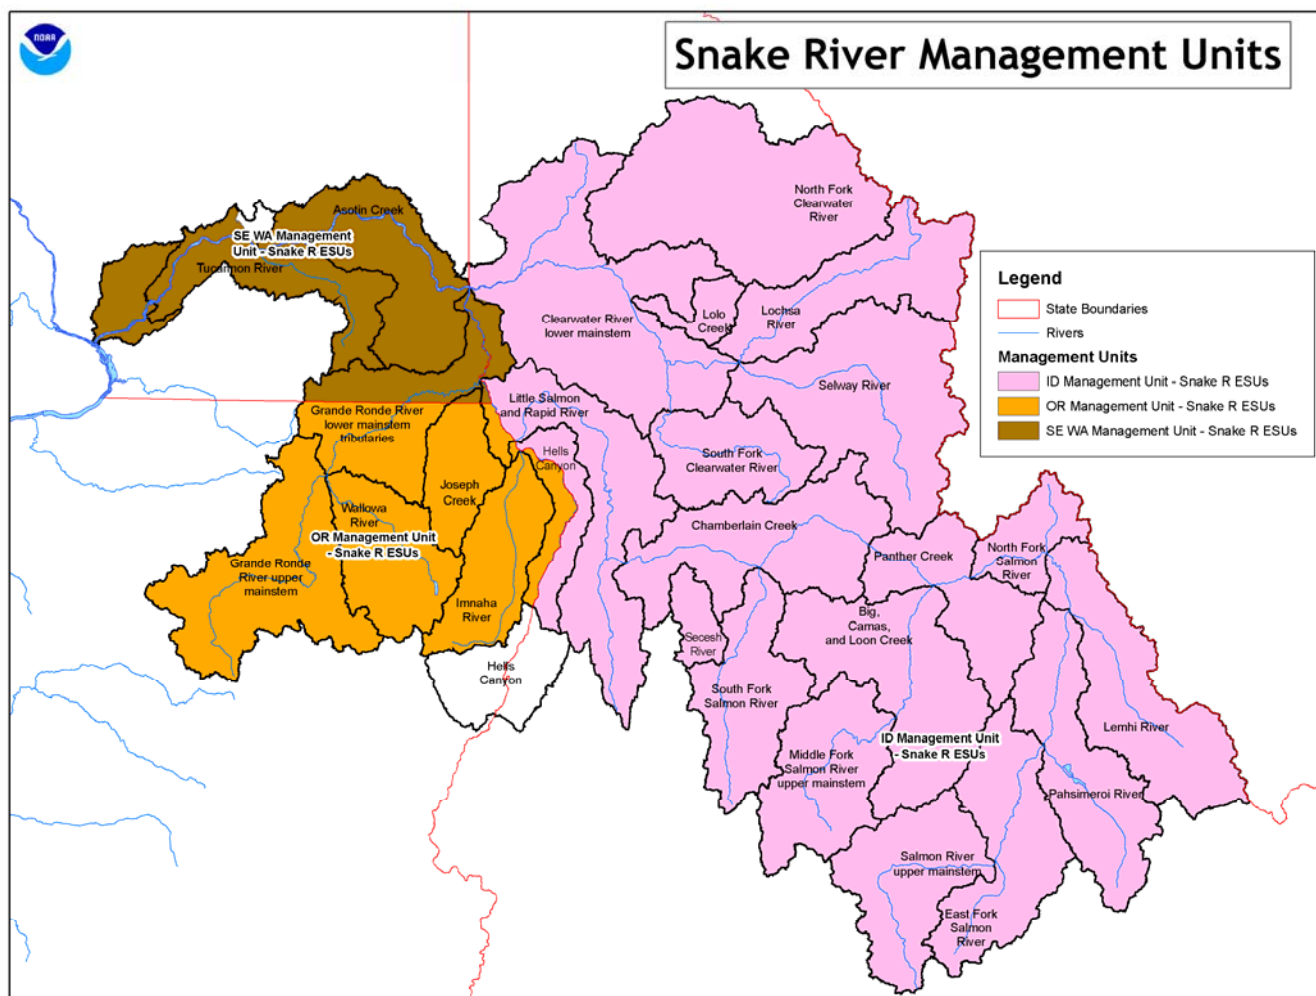 NOAA
Snake River Management Units
Asotin Creek
SE WA Management
Unit - Snake R ESUs
Tucannon River
North Fork
Clearwater
River
Clearwater River
lower mainstem
Lolo
Creek
Lochsa
River
Selway River
Legend
State Boundaries
Rivers
Management Units
ID Management Unit - Snake R ESUs
OR Management Unit - Snake R ESUs
SE WA Management Unit - Snake R ESUs
Grande Ronde River
lower mainstem
tributaries
Little Salmon
and Rapid River
Hells
Canyon
South Fork
Clearwater River
Joseph
Creek
Wallowa
River
OR Management Unit
- Snake R ESUs
Grande Ronde
River upper
mainstem
Imnaha
River
Hells
Canyon
Chamberlain Creek
Panther Creek
North Fork
Salmon
River
Big,
Camas,
and Loon Creek
Secesh
River
South Fork
Salmon River
Middle Fork
Salmon River
upper mainstem
ID Management Unit
- Snake R ESUs
Lemhi River
Pahsimeroi River
Salmon River
upper mainstem
East Fork
Salmon
River